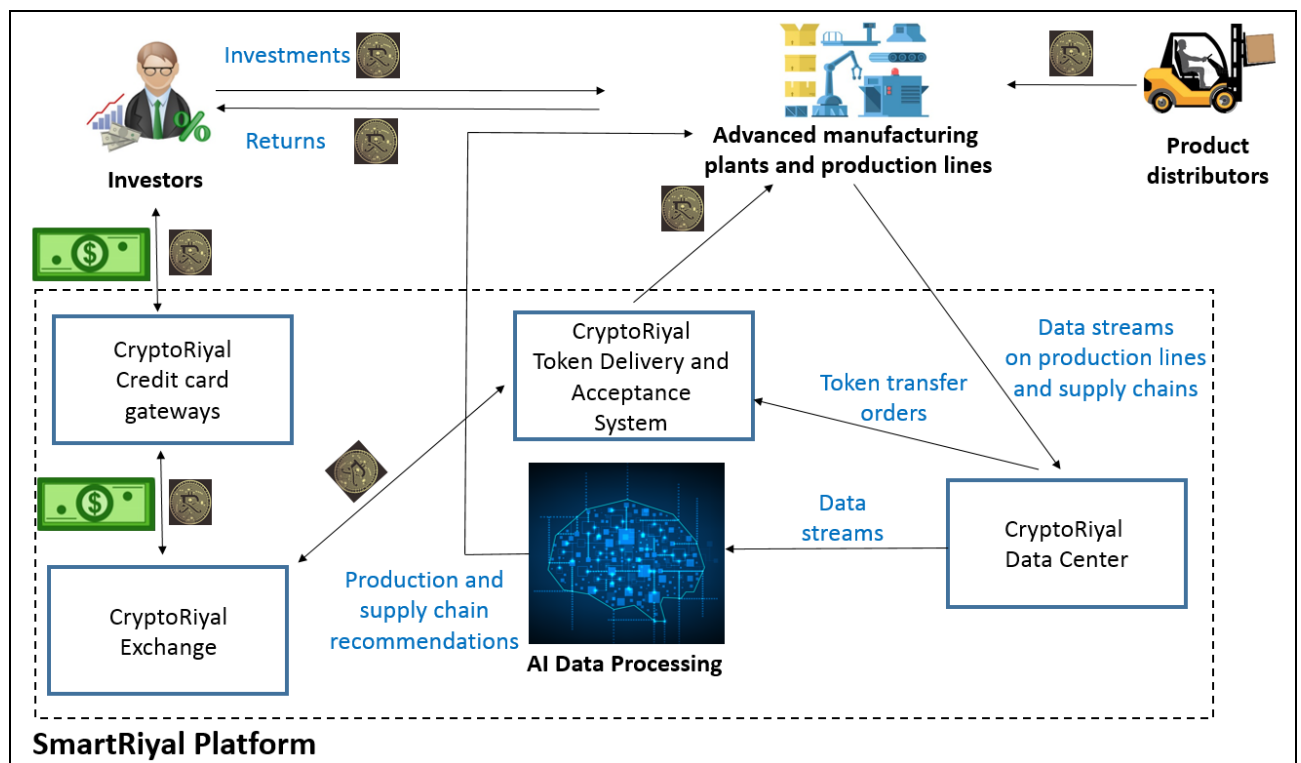 Investments
Returns
Investors
Advanced manufacturing
plants and production lines
Product
distributors
$
%
CryptoRiyal
Credit card
gateways
CryptoRiyal
Token Delivery and
Acceptance
System
Data streams
on production lines
and supply chains
Token transfer
orders
$
Data
streams
CryptoRiyal
Data Center
CryptoRiyal
Exchange
Production and
supply chain
recommendations
AI Data Processing
SmartRiyal Platform